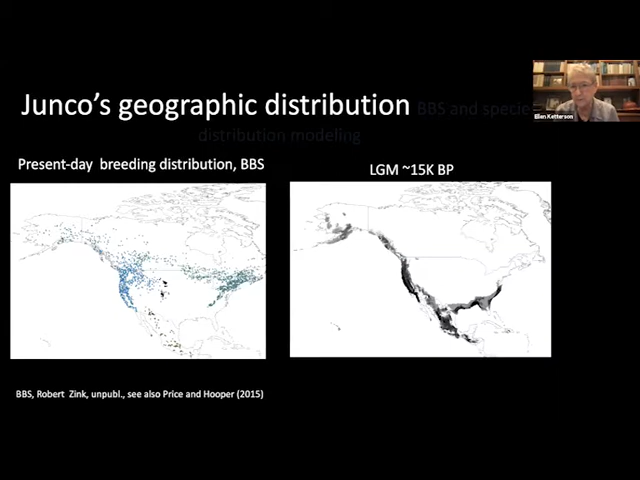 Junco's geographic distribution BBS and specie
distribution modeling
Ellen Ketterson
Present-day breeding distribution, BBS
LGM ~15K BP
BBS, Robert Zink, unpubl., see also Price and Hooper (2015)